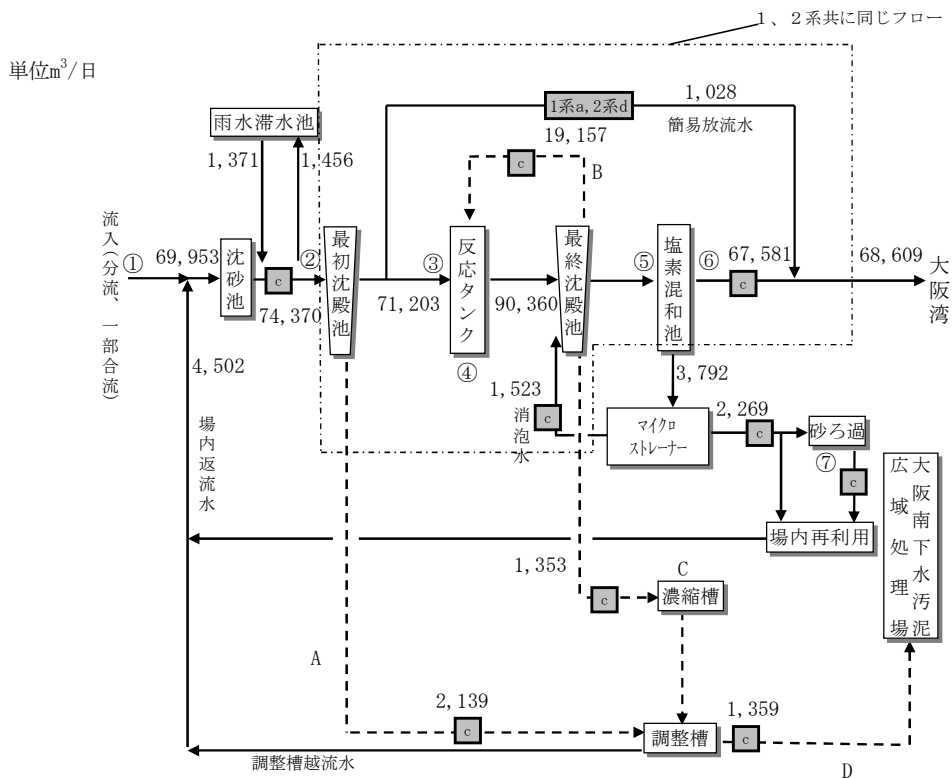 1、2系共に同じフロー
単位m³/日
1系a,2系d
1,028
簡易放流水
雨水滞水池
19,157
1,371
1,456
c
B
流入(分流、一部合流)
①
69,953
沈砂池
c
②
74,370
最初沈殿池
③
71,203
反応タンク
④
90,360
最終沈殿池
⑤
塩素混和池
⑥
67,581
c
68,609
大阪湾
4,502
場内返流水
1,523
消泡水
c
3,792
マイクロ
ストレーナー
2,269
c
砂ろ過
⑦
c
場内再利用
大阪南下水汚泥
広域処理場
1,353
c
C
濃縮槽
A
2,139
c
調整槽
1,359
c
調整槽越流水
D